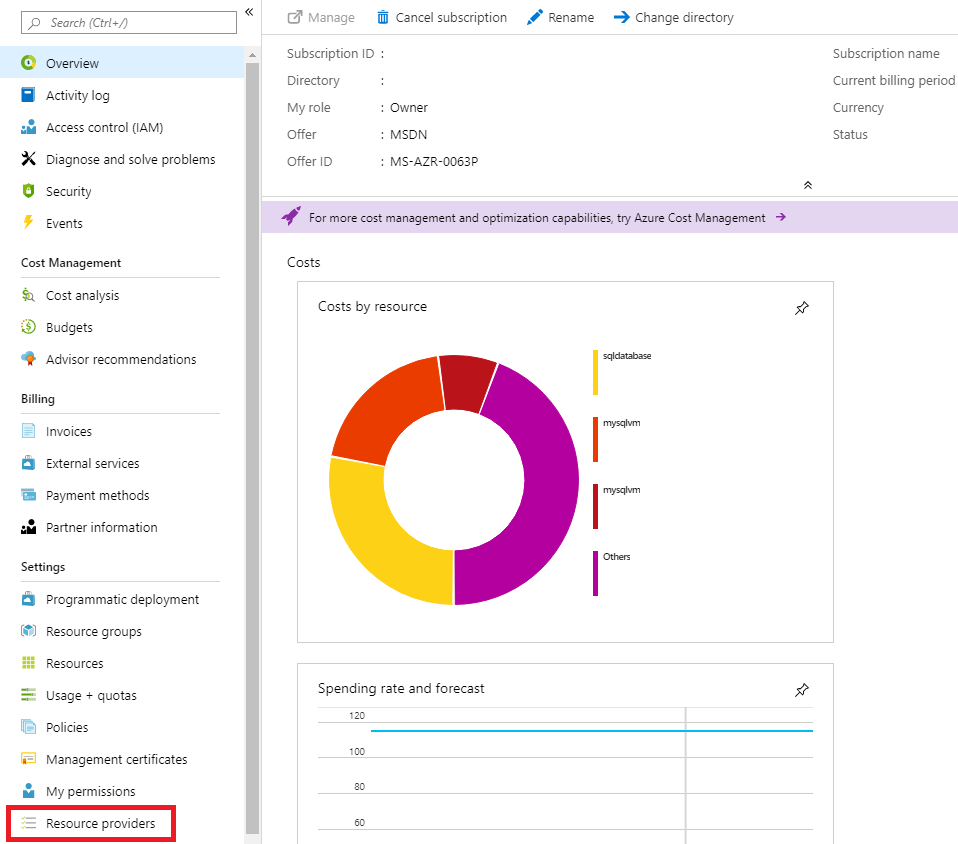 Search (Ctrl+/)
«
Overview
Activity log
Access control (IAM)
Diagnose and solve problems
Security
Events
Cost Management
Cost analysis
Budgets
Advisor recommendations
Billing
Invoices
External services
Payment methods
Partner information
Settings
Programmatic deployment
Resource groups
Resources
Usage + quotas
Policies
Management certificates
My permissions
Resource providers
Manage Cancel subscription Rename Change directory
Subscription ID :
Directory :
My role : Owner
Offer : MSDN
Offer ID : MS-AZR-0063P
Subscription name
Current billing period
Currency
Status
For more cost management and optimization capabilities, try Azure Cost Management →
Costs
Costs by resource
sqldatabase
mysqlvm
mysqlvm
Others
Spending rate and forecast
120
100
80
60